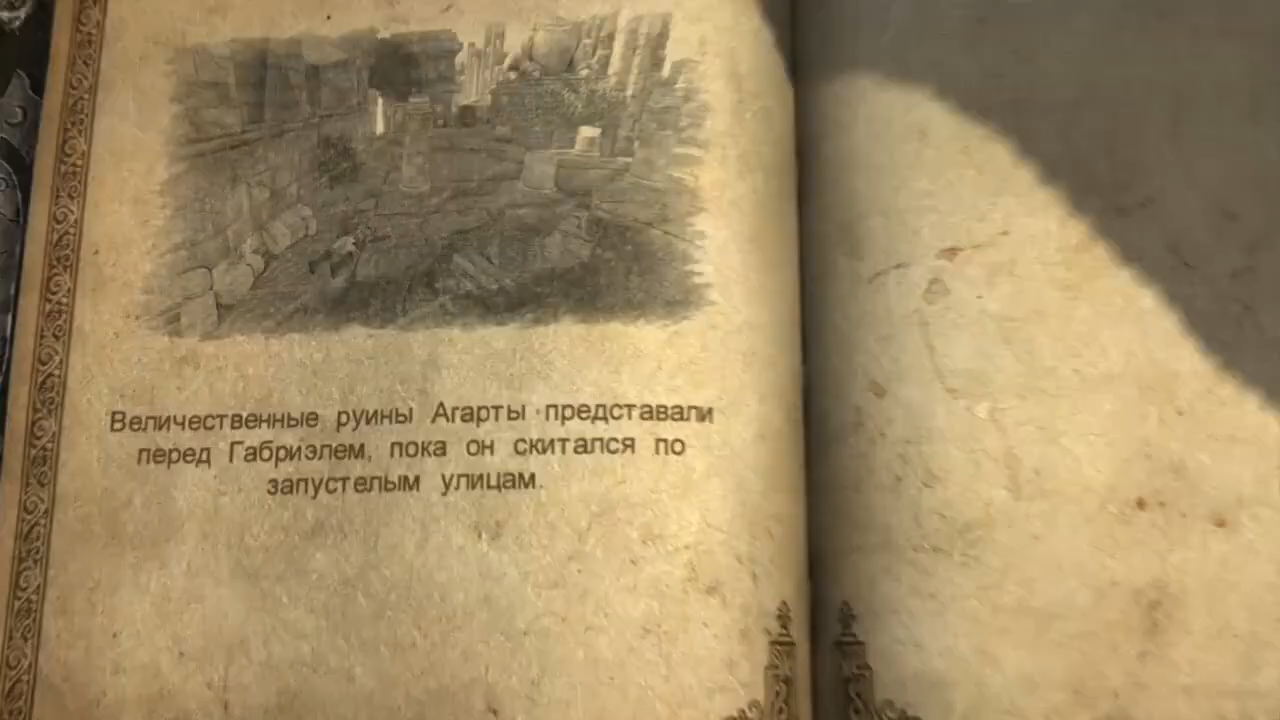 Величественные руины Агарты представали
перед Габриэлем, пока он скитался по
запустелым улицам.